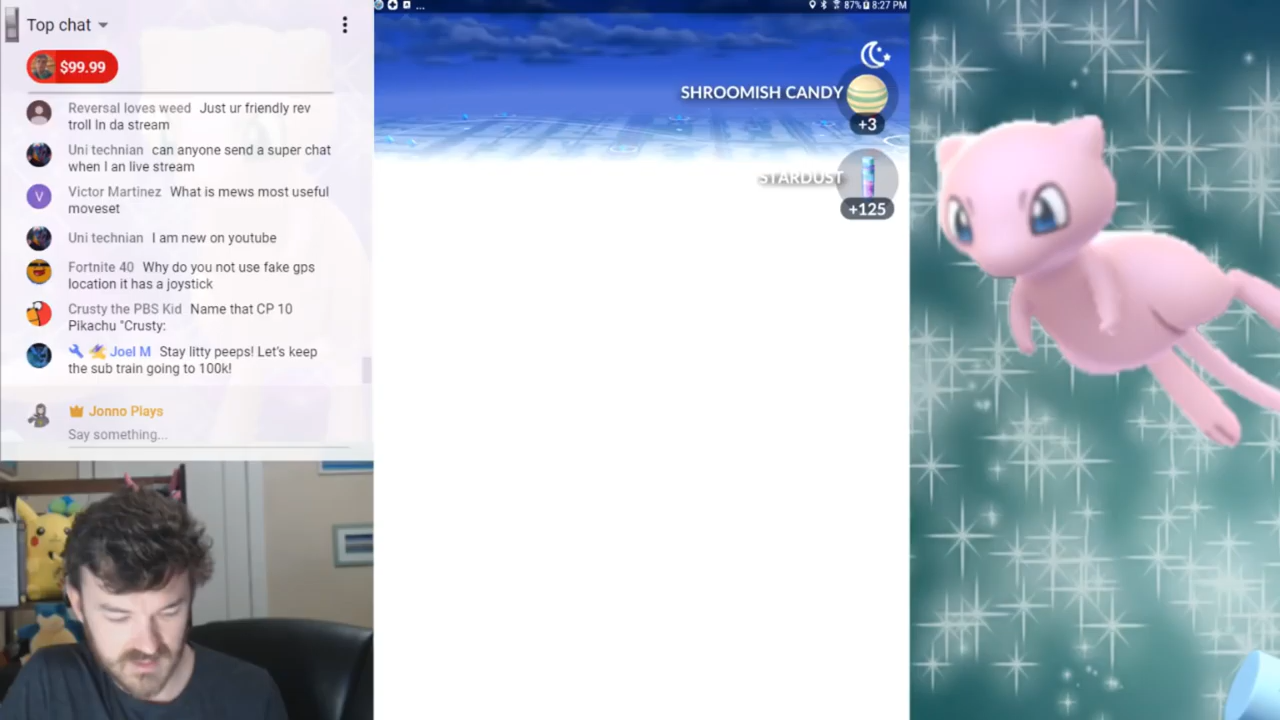 Top chat
$99.99
Reversal loves weed Just ur friendly rev
troll In da stream
Uni technian can anyone send a super chat
when I an live stream
V
Victor Martinez What is mews most useful
moveset
Uni technian I am new on youtube
Fortnite 40 Why do you not use fake gps
location it has a joystick
Crusty the PBS Kid Name that CP 10
Pikachu "Crusty:
Joel M Stay litty peeps! Let's keep
the sub train going to 100k!
Jonno Plays
Say something...
... 87% 8:27 PM
SHROOMISH CANDY
+3
STARDUST
+125